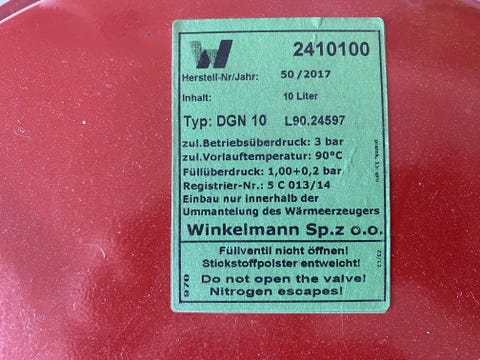 W
2410100
Herstell-Nr/Jahr: 50/2017
Inhalt: 10 Liter
Typ: DGN 10 L90.24597
zul.Betriebsüberdruck: 3 bar
zul.Vorlauftemperatur: 90°C
Füllüberdruck: 1,00+0,2 bar
Registrier-Nr.: 5 C 013/14
Einbau nur innerhalb der
Ummantelung des Wärmeerzeugers
Winkelmann Sp.z o.o.
Füllventil nicht öffnen!
Stickstoffpolster entweicht!
Do not open the valve!
Nitrogen escapes!
970